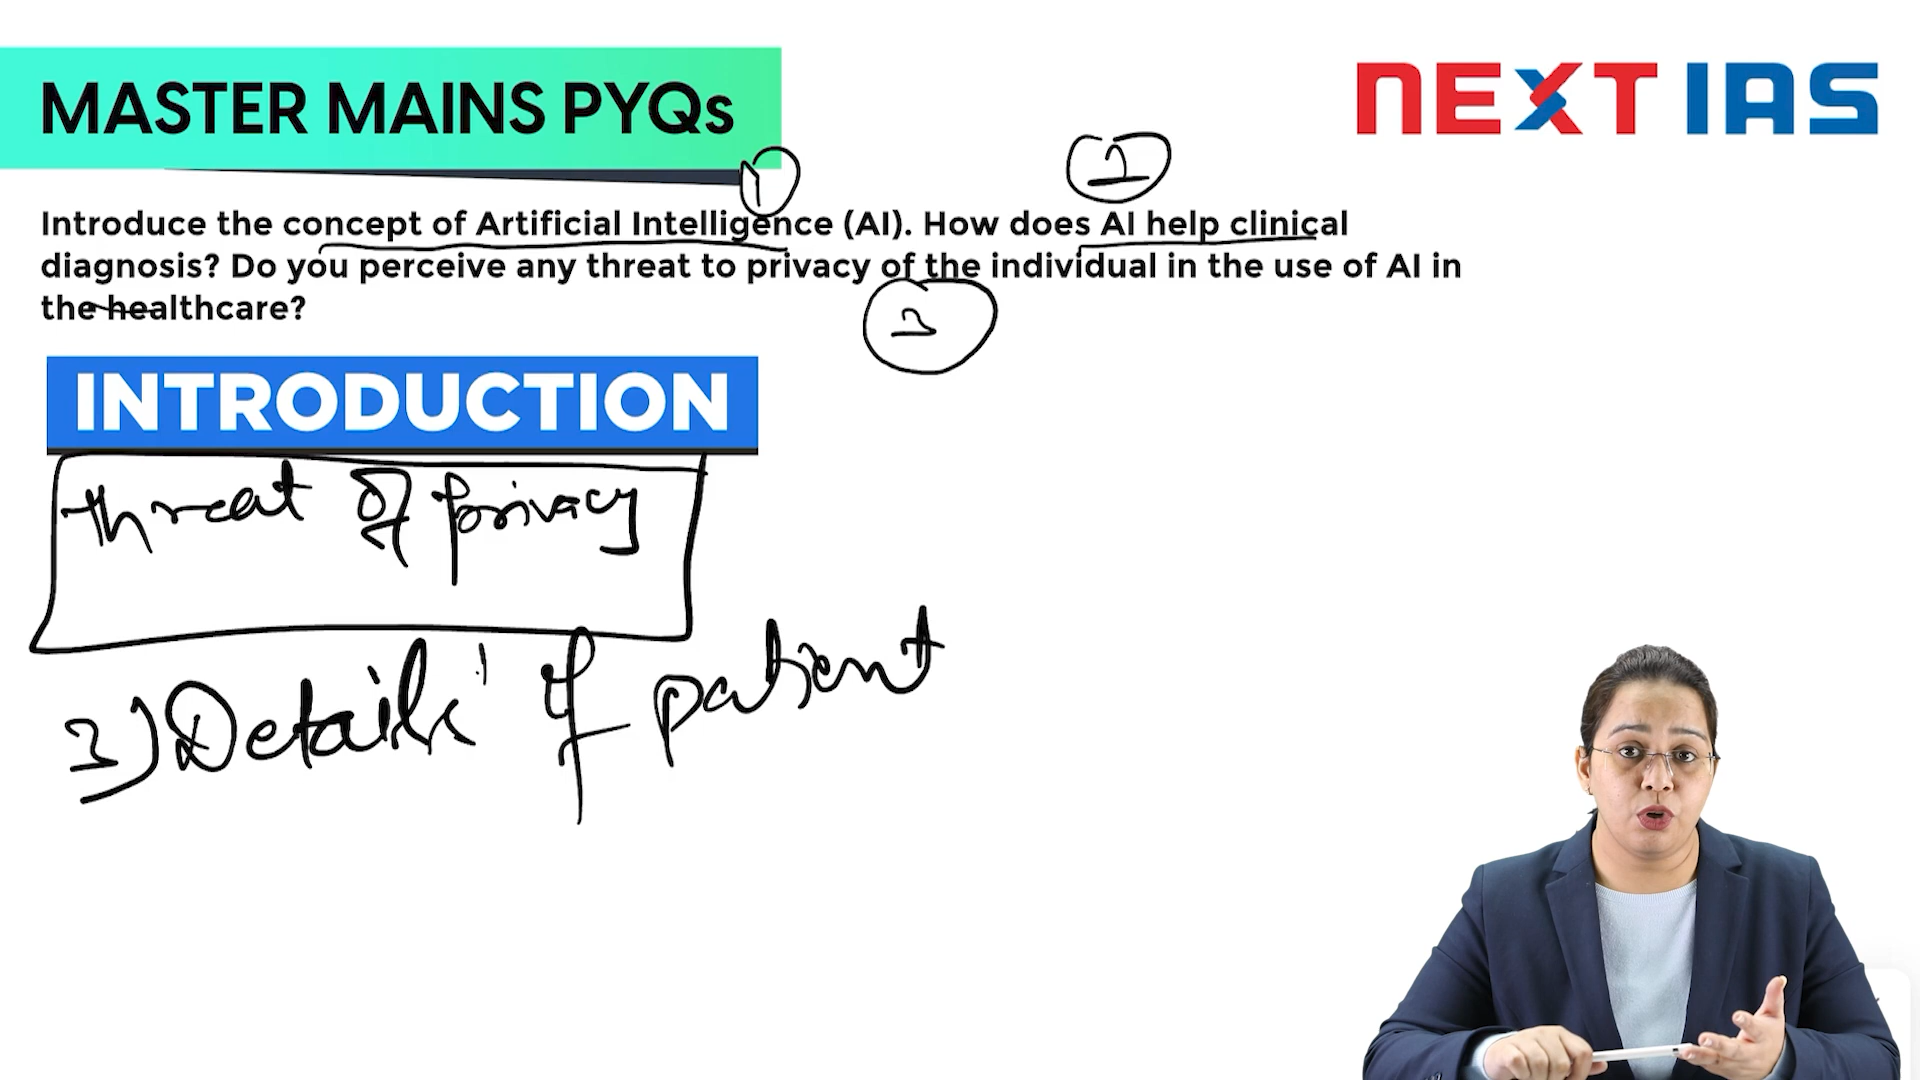 MASTER MAINS PYQs
NEXT IAS
1
2
Introduce the concept of Artificial Intelligence (AI). How does AI help clinical
diagnosis? Do you perceive any threat to privacy of the individual in the use of AI in
the healthcare?
2
INTRODUCTION
threat of privacy
3) Details of patient